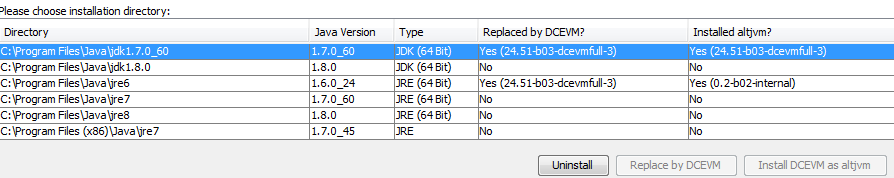 Please choose installation directory:
Directory Java Version Type Replaced by DCEVM? Installed altjvm?
C:\Program Files\Java\jdk1.7.0_60 1.7.0_60 JDK (64 Bit) Yes (24.51-b03-dcevmfull-3) Yes (24.51-b03-dcevmfull-3)
C:\Program Files\Java\jdk1.8.0 1.8.0 JDK (64 Bit) No No
C:\Program Files\Java\jre6 1.6.0_24 JRE (64 Bit) Yes (24.51-b03-dcevmfull-3) Yes (0.2-b02-internal)
C:\Program Files\Java\jre7 1.7.0_60 JRE (64 Bit) No No
C:\Program Files\Java\jre8 1.8.0 JRE (64 Bit) No No
C:\Program Files (x86)\Java\jre7 1.7.0_45 JRE No No
Uninstall Replace by DCEVM Install DCEVM as altjvm